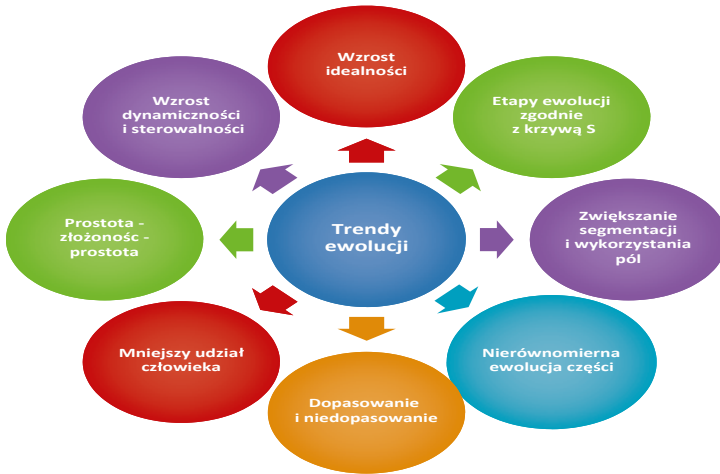 Wzrost
idealności
Etapy ewolucji
zgodnie
z krzywą S
Zwiększanie
segmentacji
i wykorzystania
pól
Nierównomierna
ewolucja części
Dopasowanie
i niedopasowanie
Mniejszy udział
człowieka
Prostota -
złożonośc -
prostota
Wzrost
dynamiczności
i sterowalności
Trendy
ewolucji